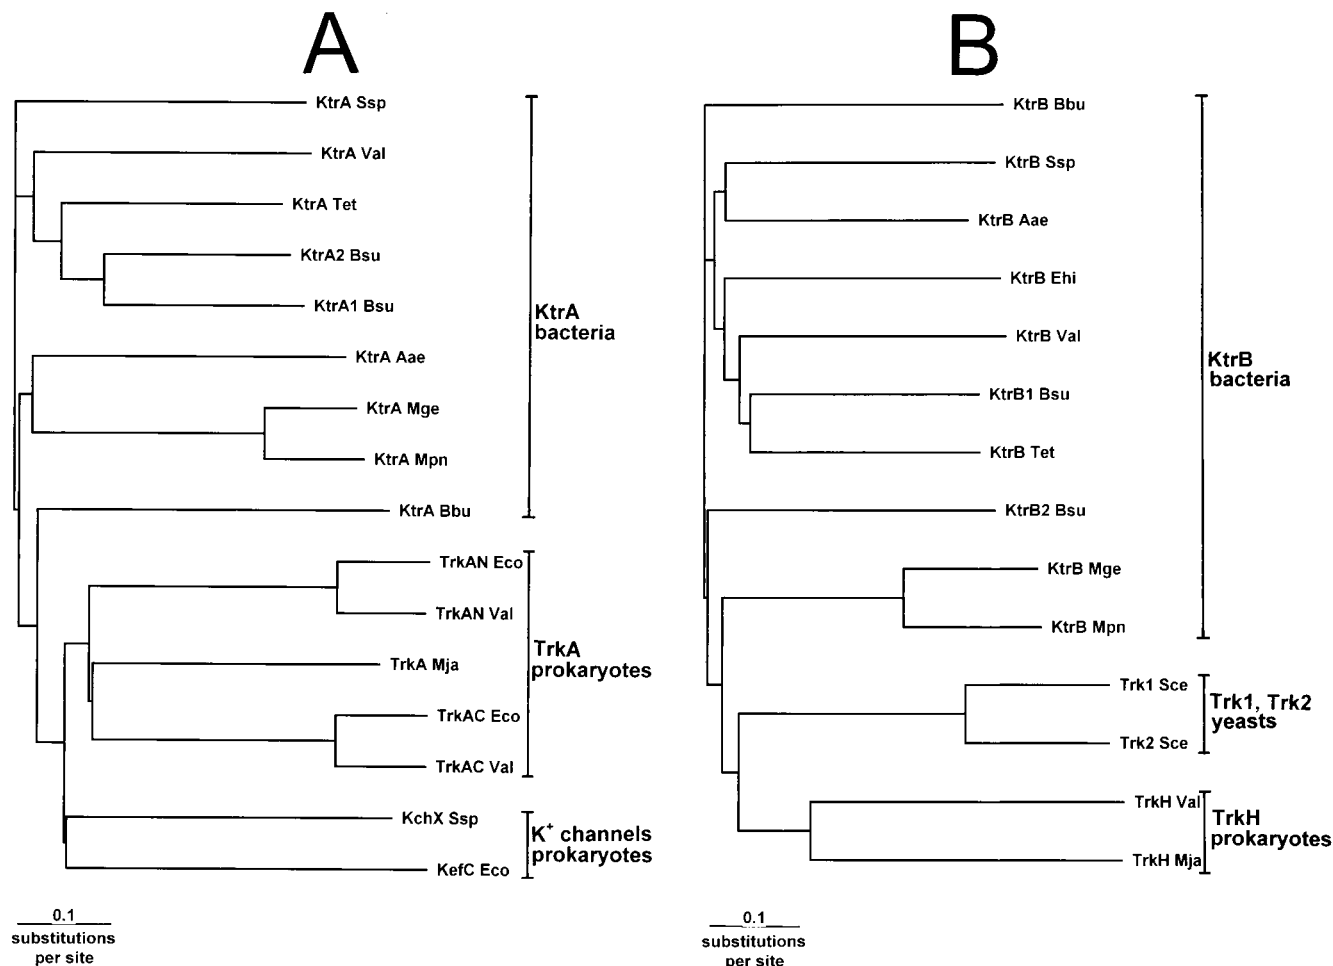 A
KtrA Ssp
KtrA Val
KtrA Tet
KtrA2 Bsu
KtrA1 Bsu
KtrA Aae
KtrA Mge
KtrA Mpn
KtrA Bbu
TrkAN Eco
TrkAN Val
TrkA Mja
TrkAC Eco
TrkAC Val
KchX Ssp
KefC Eco
KtrA
bacteria
TrkA
prokaryotes
K⁺ channels
prokaryotes
0.1
substitutions
per site
B
KtrB Bbu
KtrB Ssp
KtrB Aae
KtrB Ehi
KtrB Val
KtrB1 Bsu
KtrB Tet
KtrB2 Bsu
KtrB Mge
KtrB Mpn
Trk1 Sce
Trk2 Sce
TrkH Val
TrkH Mja
KtrB
bacteria
Trk1, Trk2
yeasts
TrkH
prokaryotes
0.1
substitutions
per site